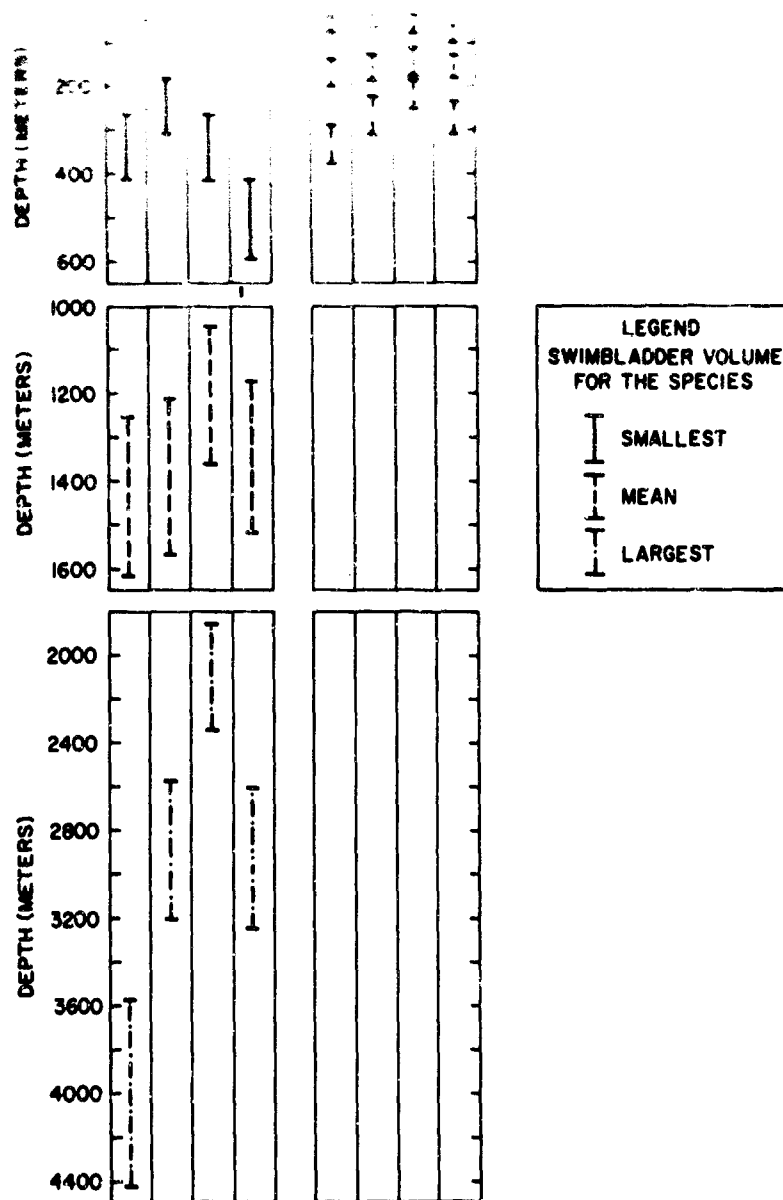 DEPTH (METERS)
200
400
600
DEPTH (METERS)
1000
1200
1400
1600
DEPTH (METERS)
2000
2400
2800
3200
3600
4000
4400
LEGEND
SWIMBLADDER VOLUME
FOR THE SPECIES
SMALLEST
MEAN
LARGEST